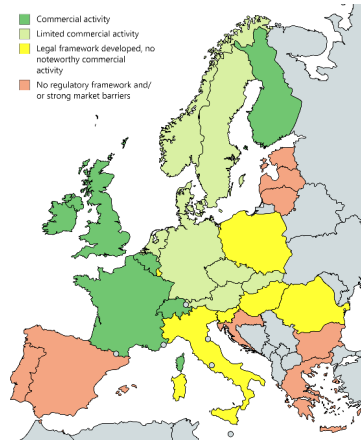 Commercial activity
Limited commercial activity
Legal framework developed, no
noteworthy commercial
activity
No regulatory framework and/
or strong market barriers